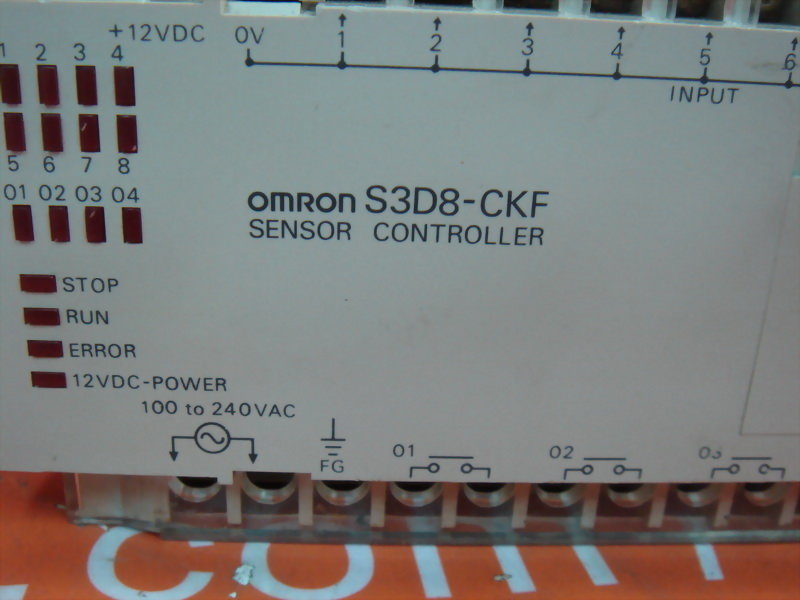 +12VDC 0V 1 2 3 4 5 6
INPUT
1 2 3 4
5 6 7 8
01 02 03 04
omron S3D8-CKF
SENSOR CONTROLLER
STOP
RUN
ERROR
12VDC-POWER
100 to 240VAC
FG 01 02 03
.com